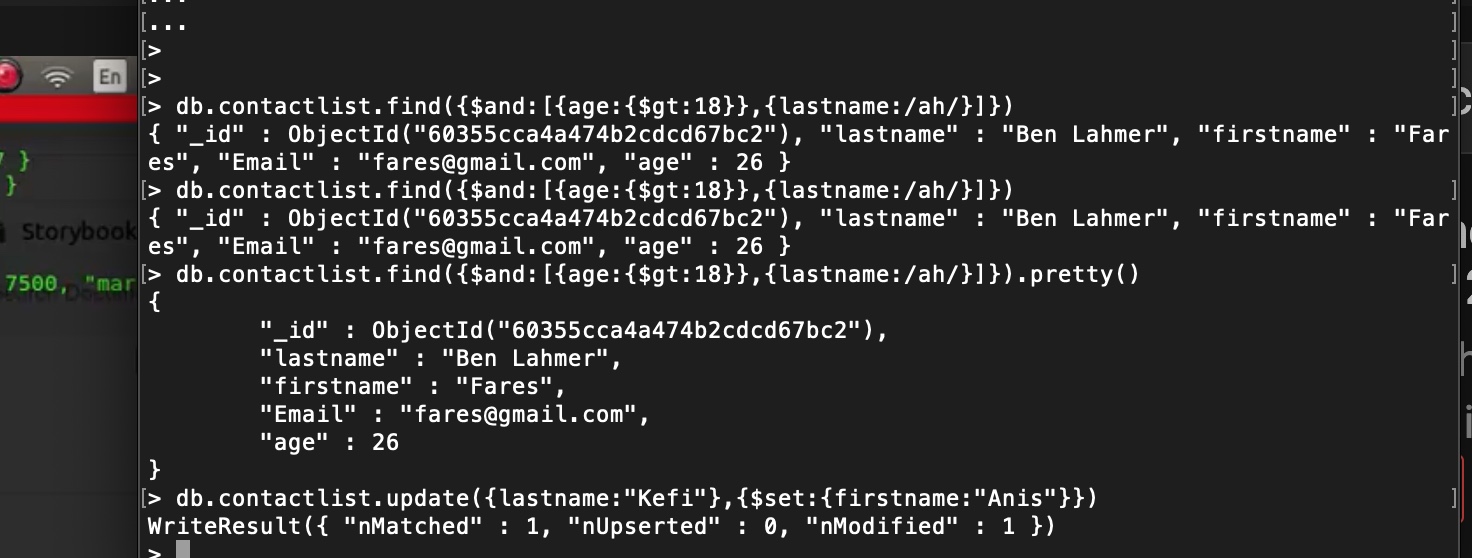 ...
...
>
>
> db.contactlist.find({$and:[{age:{$gt:18}},{lastname:/ah/}]})
{ "_id" : ObjectId("60355cca4a474b2cdcd67bc2"), "lastname" : "Ben Lahmer", "firstname" : "Far
es", "Email" : "fares@gmail.com", "age" : 26 }
> db.contactlist.find({$and:[{age:{$gt:18}},{lastname:/ah/}]})
{ "_id" : ObjectId("60355cca4a474b2cdcd67bc2"), "lastname" : "Ben Lahmer", "firstname" : "Far
es", "Email" : "fares@gmail.com", "age" : 26 }
> db.contactlist.find({$and:[{age:{$gt:18}},{lastname:/ah/}]}).pretty()
{
        "_id" : ObjectId("60355cca4a474b2cdcd67bc2"),
        "lastname" : "Ben Lahmer",
        "firstname" : "Fares",
        "Email" : "fares@gmail.com",
        "age" : 26
}
> db.contactlist.update({lastname:"Kefi"},{$set:{firstname:"Anis"}})
WriteResult({ "nMatched" : 1, "nUpserted" : 0, "nModified" : 1 })
>
En
}
}
Storybook
7500, "mar